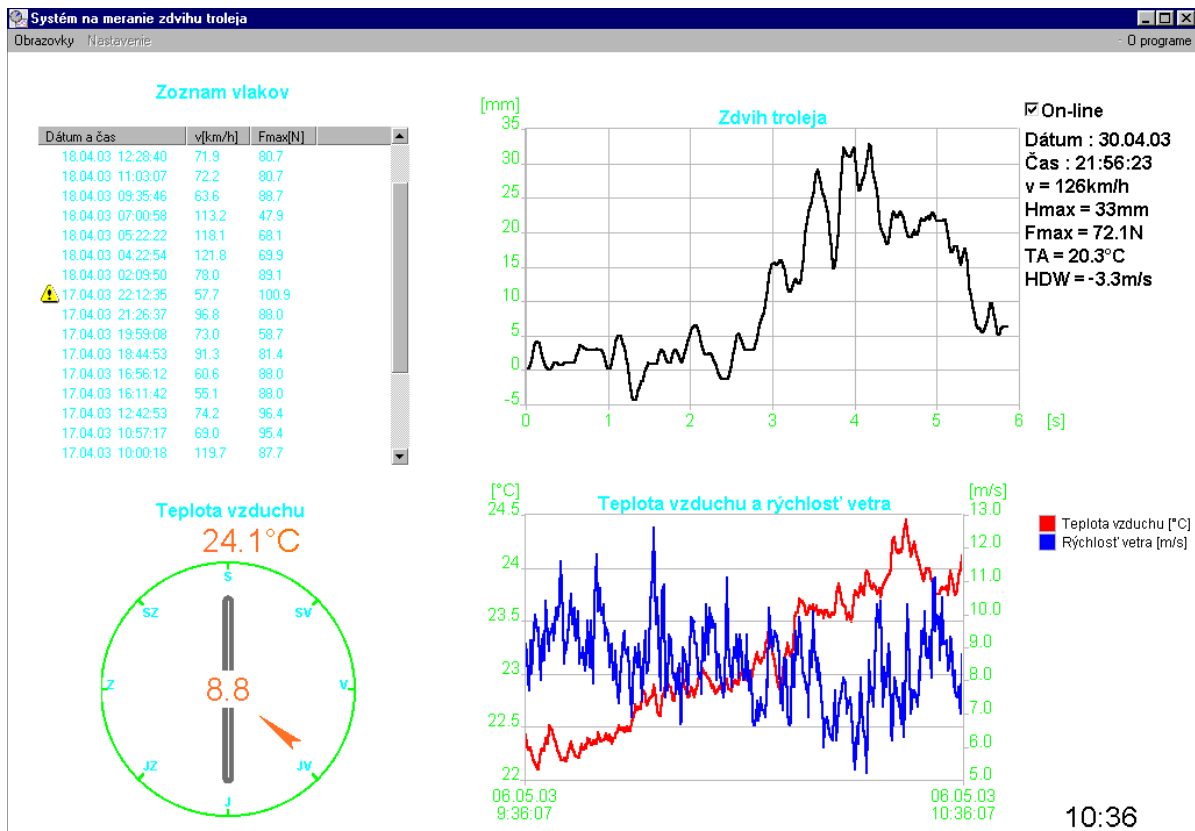 Systém na meranie zdvihu troleja
Obrazovky Nastavenie O programe
Zoznam vlakov
Dátum a čas v[km/h] Fmax[N]
18.04.03 12:28:40 71.9 80.7
18.04.03 11:03:07 72.2 80.7
18.04.03 09:35:46 63.6 88.7
18.04.03 07:00:58 113.2 47.9
18.04.03 05:22:22 118.1 68.1
18.04.03 04:22:54 121.8 69.9
18.04.03 02:09:50 78.0 89.1
17.04.03 22:12:35 57.7 100.9
17.04.03 21:26:37 96.8 88.0
17.04.03 19:59:08 73.0 58.7
17.04.03 18:44:53 91.3 81.4
17.04.03 16:56:12 60.6 88.0
17.04.03 16:11:42 55.1 88.0
17.04.03 12:42:53 74.2 96.4
17.04.03 10:57:17 69.0 95.4
17.04.03 10:00:18 119.7 87.7
[mm]
Zdvih troleja
35
30
25
20
15
10
5
0
-5
0 1 2 3 4 5 6 [s]
On-line
Dátum : 30.04.03
Čas : 21:56:23
v = 126km/h
Hmax = 33mm
Fmax = 72.1N
TA = 20.3°C
HDW = -3.3m/s
Teplota vzduchu
24.1°C
S
SZ SV
Z 8.8 V
JZ JV
J
[°C] [m/s]
Teplota vzduchu a rýchlosť vetra
24.5
24
23.5
23
22.5
22
13.0
12.0
11.0
10.0
9.0
8.0
7.0
6.0
5.0
06.05.03 06.05.03
9:36:07 10:36:07
Teplota vzduchu [°C]
Rýchlosť vetra [m/s]
10:36